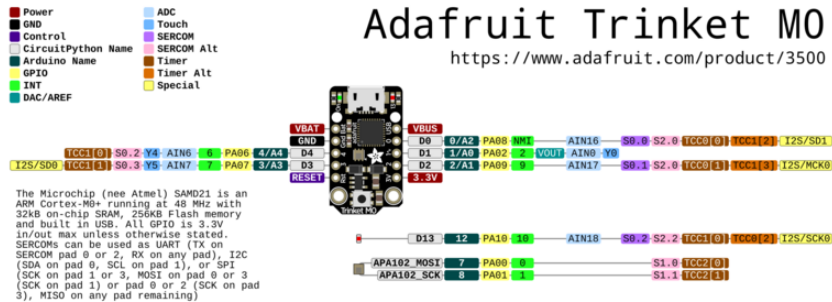 Adafruit Trinket M0
https://www.adafruit.com/product/3500
Power
GND
Control
CircuitPython Name
Arduino Name
GPIO
INT
DAC/AREF
ADC
Touch
SERCOM
SERCOM Alt
Timer
Timer Alt
Special
VBAT
GND
TCC1[0] S0.2 Y4 AIN6 6 PA06 4/A4 D4
I2S/SD0 TCC1[0] S0.3 Y5 AIN7 7 PA07 3/A3 D3
RESET
VBUS
D0 0/A2 PA08 NMI AIN16 S0.0 S2.0 TCC0[0] TCC1[2] I2S/SD1
D1 1/A0 PA02 2 VOUT AIN0 Y0
D2 2/A1 PA09 9 AIN17 S0.1 S2.1 TCC0[1] TCC1[3] I2S/MCK0
3.3V
Trinket M0
D13 12 PA10 10 AIN18 S0.2 S2.2 TCC1[0] TCC0[2] I2S/SCK0
APA102_MOSI 7 PA00 0 S1.0 TCC2[0]
APA102_SCK 8 PA01 1 S1.1 TCC2[1]
The Microchip (nee Atmel) SAMD21 is an
ARM Cortex-M0+ running at 48 MHz with
32kB on-chip SRAM, 256KB Flash memory
and built in USB. All GPIO is 3.3V
in/out max unless otherwise stated.
SERCOMs can be used as UART (TX on
SERCOM pad 0 or 2, RX on any pad), I2C
(SDA on pad 0, SCL on pad 1), or SPI
(SCK on pad 1 or 3, MOSI on pad 0 or 3
(SCK on pad 1) or pad 0 or 2 (SCK on pad
3), MISO on any pad remaining)